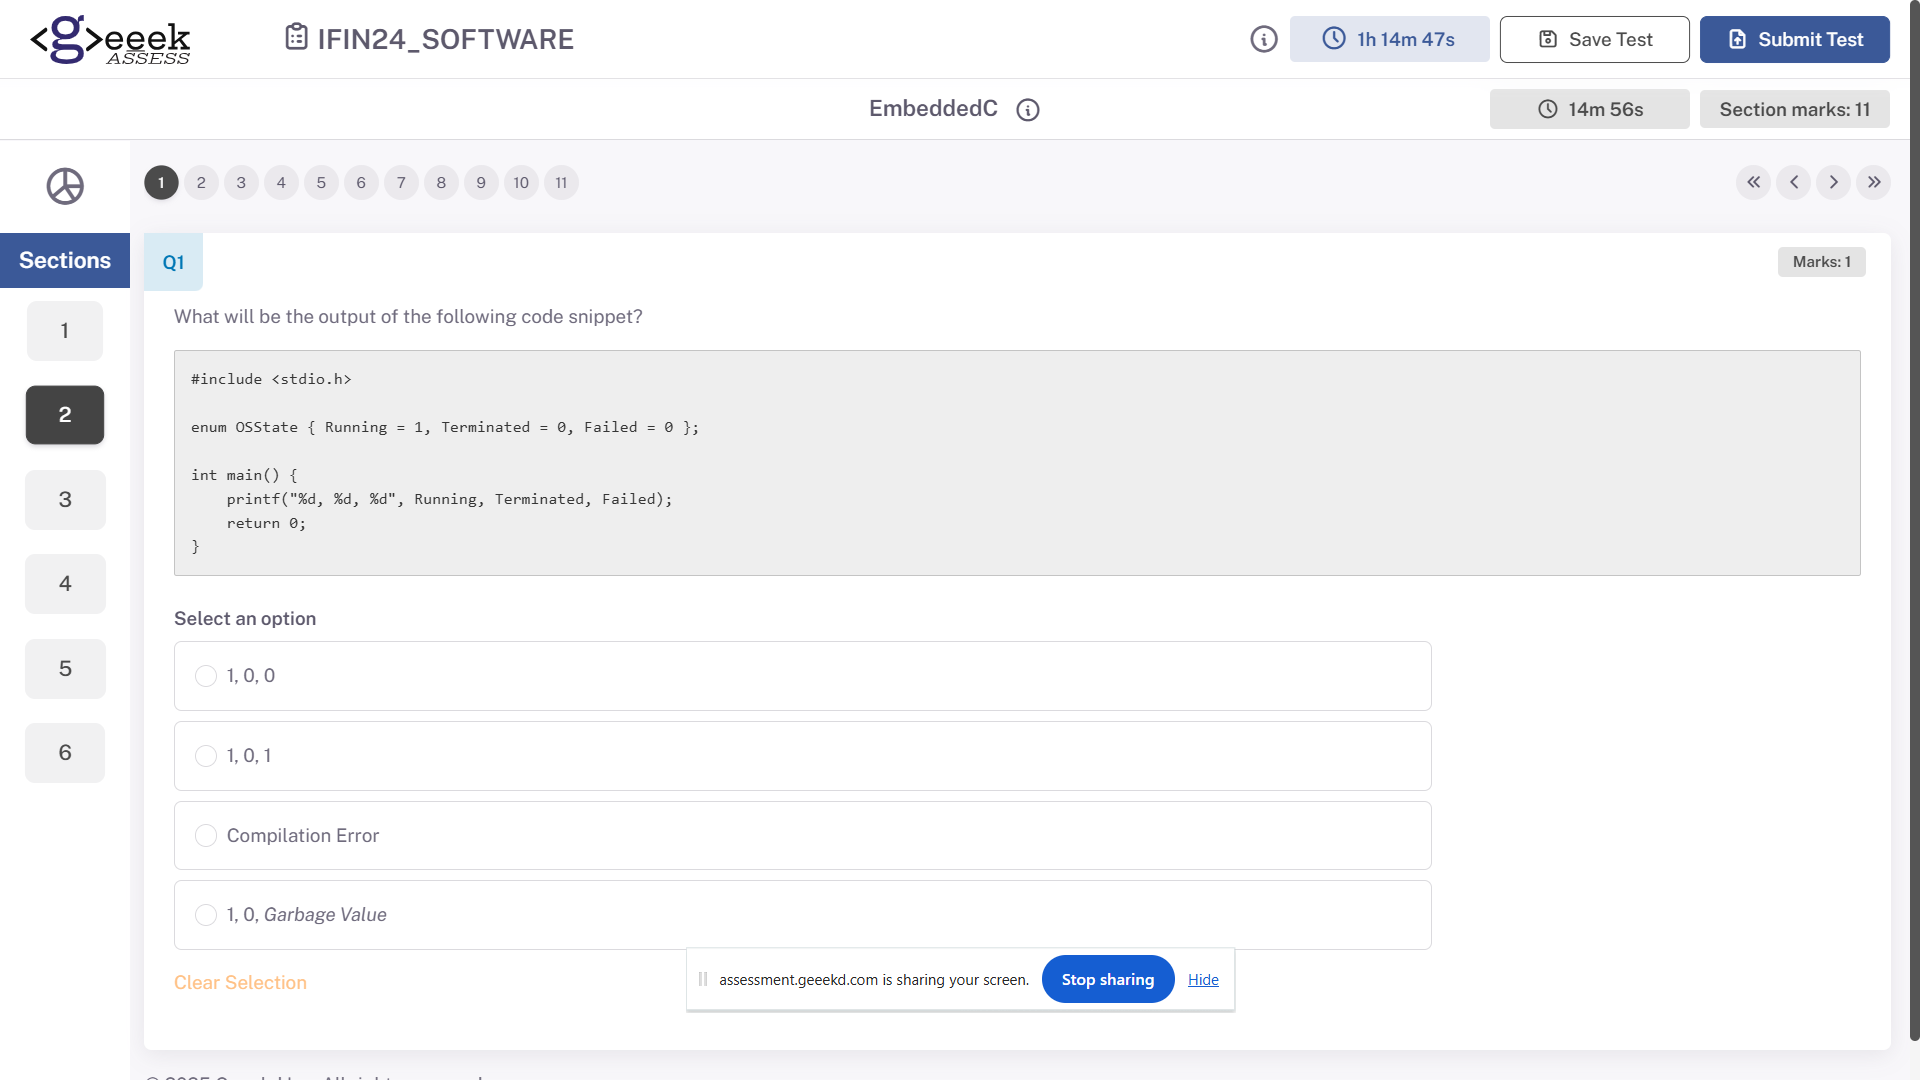 <g>eeek
ASSESS
IFIN24_SOFTWARE
1h 14m 47s
Save Test
Submit Test
EmbeddedC
14m 56s
Section marks: 11
1 2 3 4 5 6 7 8 9 10 11
Sections
1
2
3
4
5
6
Q1
Marks: 1
What will be the output of the following code snippet?
#include <stdio.h>
enum OSState { Running = 1, Terminated = 0, Failed = 0 };
int main() {
    printf("%d, %d, %d", Running, Terminated, Failed);
    return 0;
}
Select an option
1, 0, 0
1, 0, 1
Compilation Error
1, 0, Garbage Value
Clear Selection
assessment.geeekd.com is sharing your screen.
Stop sharing
Hide